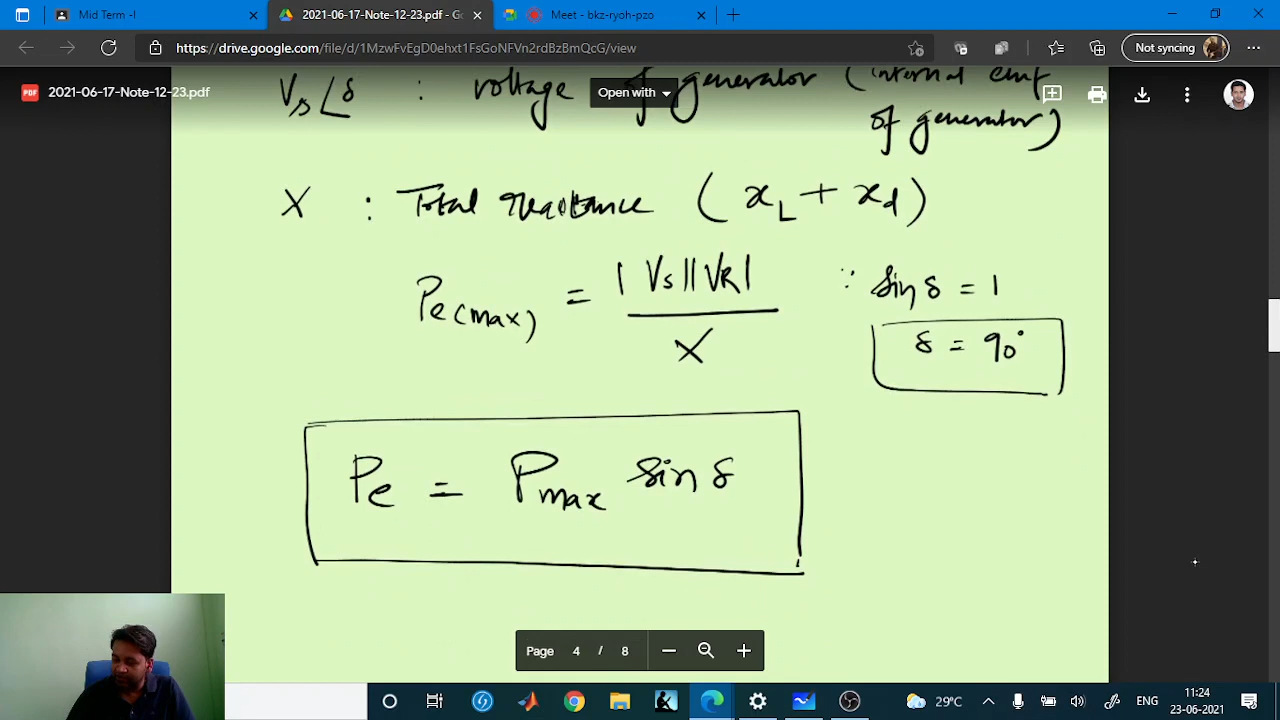 Mid Term -I
2021-06-17-Note-12-23.pdf - Go
Meet - bkz-ryoh-pzo
https://drive.google.com/file/d/1MzwFvEgD0ehxt1FsGoNFVn2rdBzBmQcG/view
Not syncing
2021-06-17-Note-12-23.pdf
Open with
Vs∠δ : voltage of generator (internal emf
of generator)
X : Total reactance (xL + xd)
Pe(max) = |Vs||VR| / X ∵ sin δ = 1
δ = 90°
Pe = Pmax sin δ
Page 4 / 8
29°C
ENG
11:24
23-06-2021